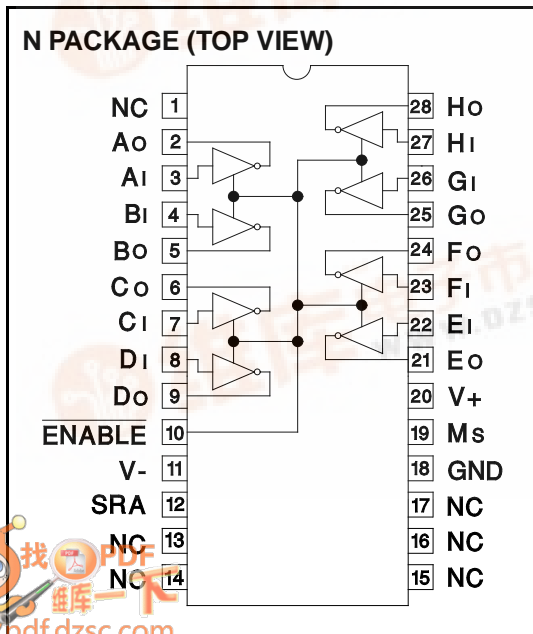 N PACKAGE (TOP VIEW)
NC 1
Ao 2
AI 3
BI 4
Bo 5
Co 6
CI 7
DI 8
Do 9
ENABLE 10
V- 11
SRA 12
NC 13
NC 14
28 Ho
27 HI
26 GI
25 Go
24 Fo
23 FI
22 EI
21 Eo
20 V+
19 Ms
18 GND
17 NC
16 NC
15 NC
找 PDF
维库一下
pdf.dzsc.com